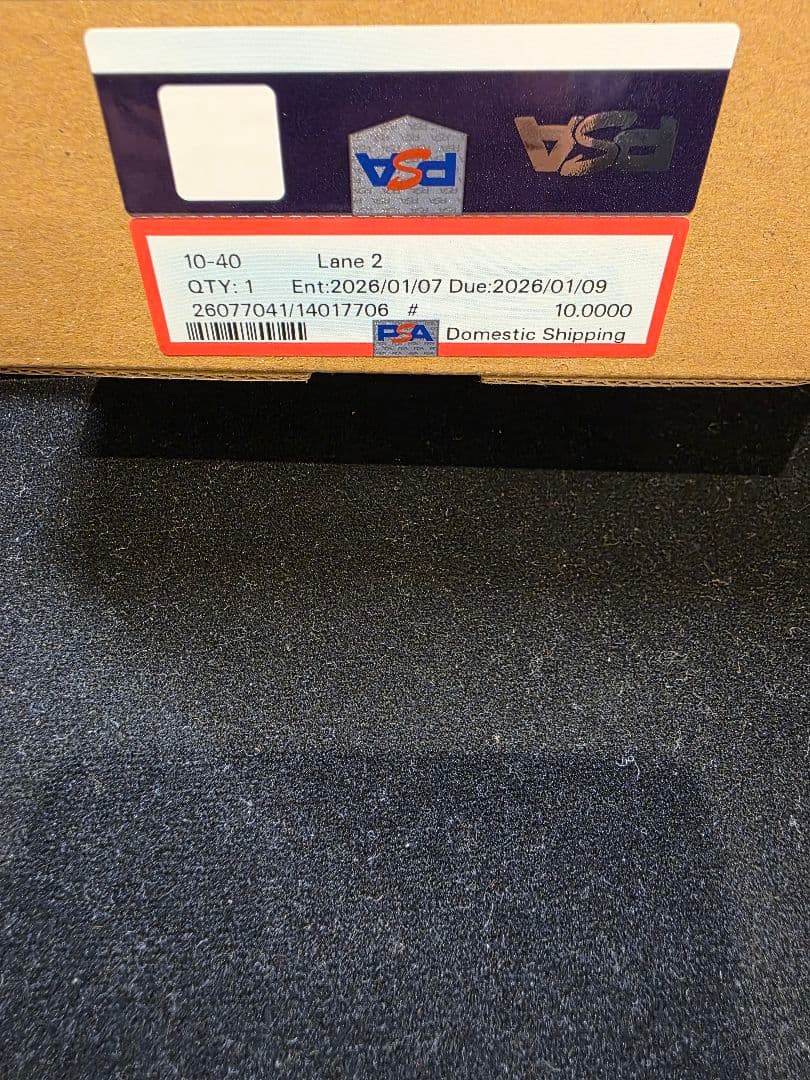 PSA PSA
10-40 Lane 2
QTY: 1 Ent:2026/01/07 Due:2026/01/09
26077041/14017706 # 10.0000
PSA Domestic Shipping